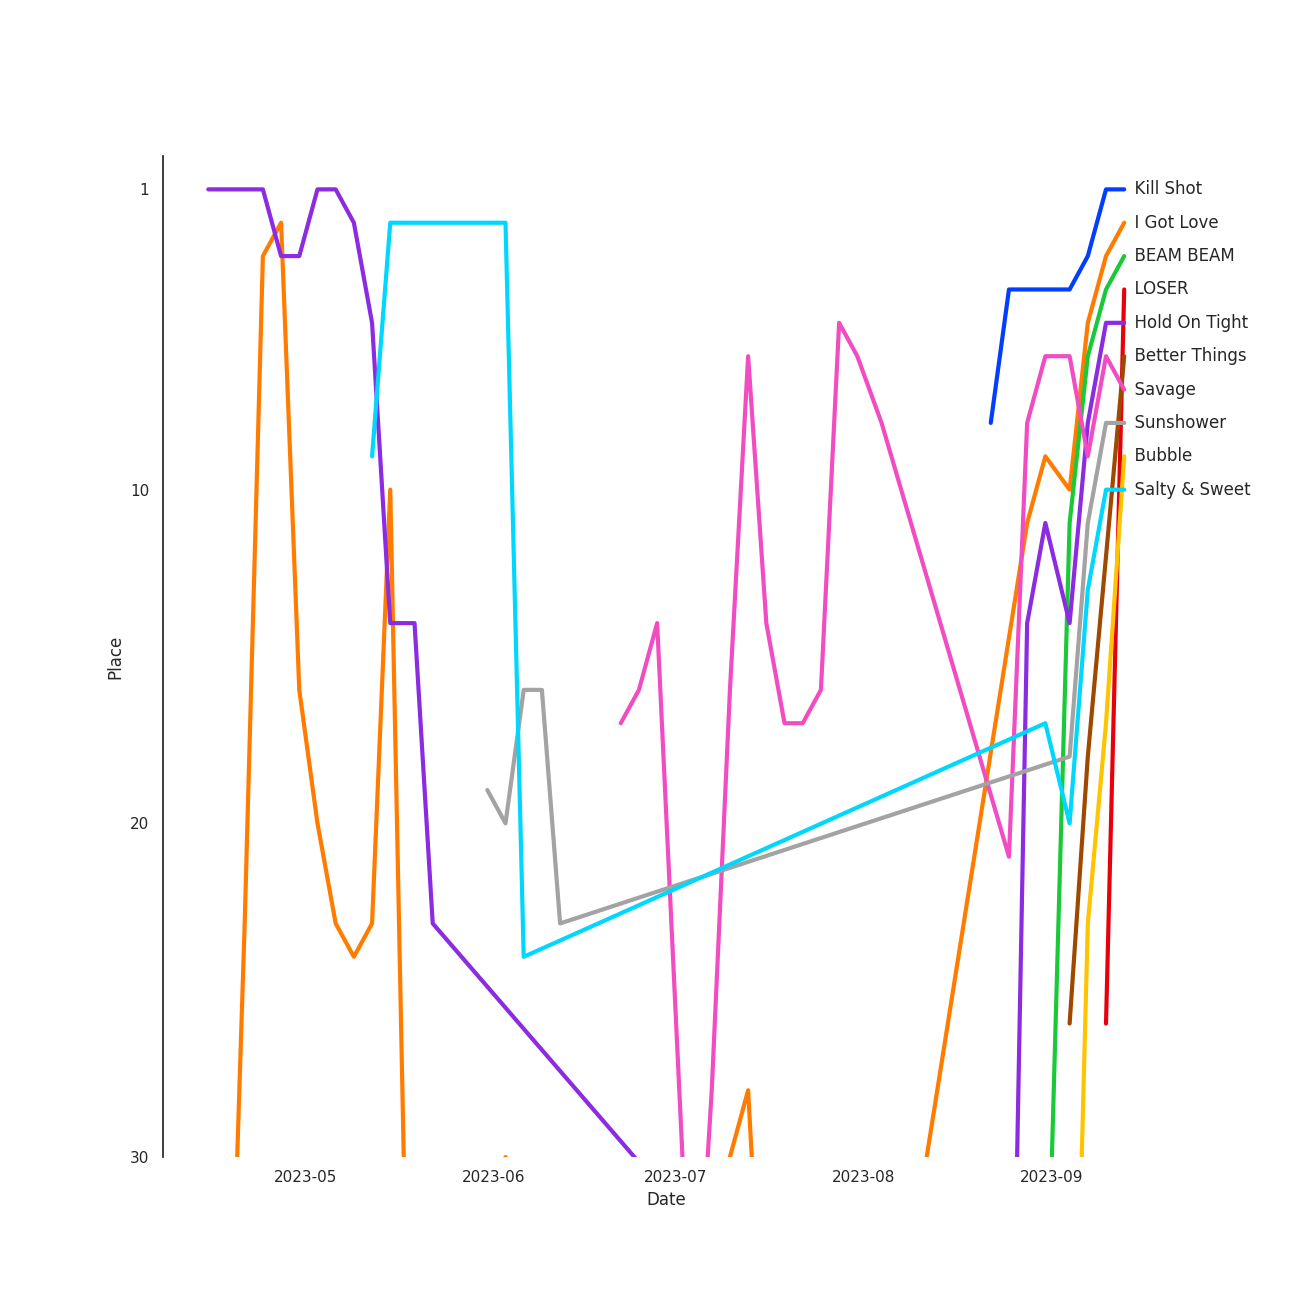 1
10
20
30
Place
2023-05
2023-06
2023-07
2023-08
2023-09
Date
Kill Shot
I Got Love
BEAM BEAM
LOSER
Hold On Tight
Better Things
Savage
Sunshower
Bubble
Salty & Sweet